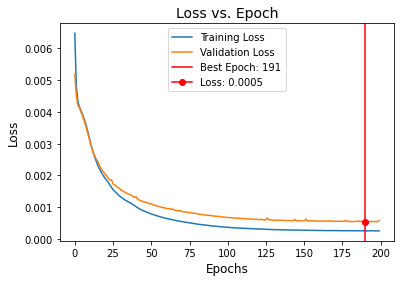 Loss vs. Epoch
Training Loss
Validation Loss
Best Epoch: 191
Loss: 0.0005
Loss
0.006
0.005
0.004
0.003
0.002
0.001
0.000
0
25
50
75
100
125
150
175
200
Epochs